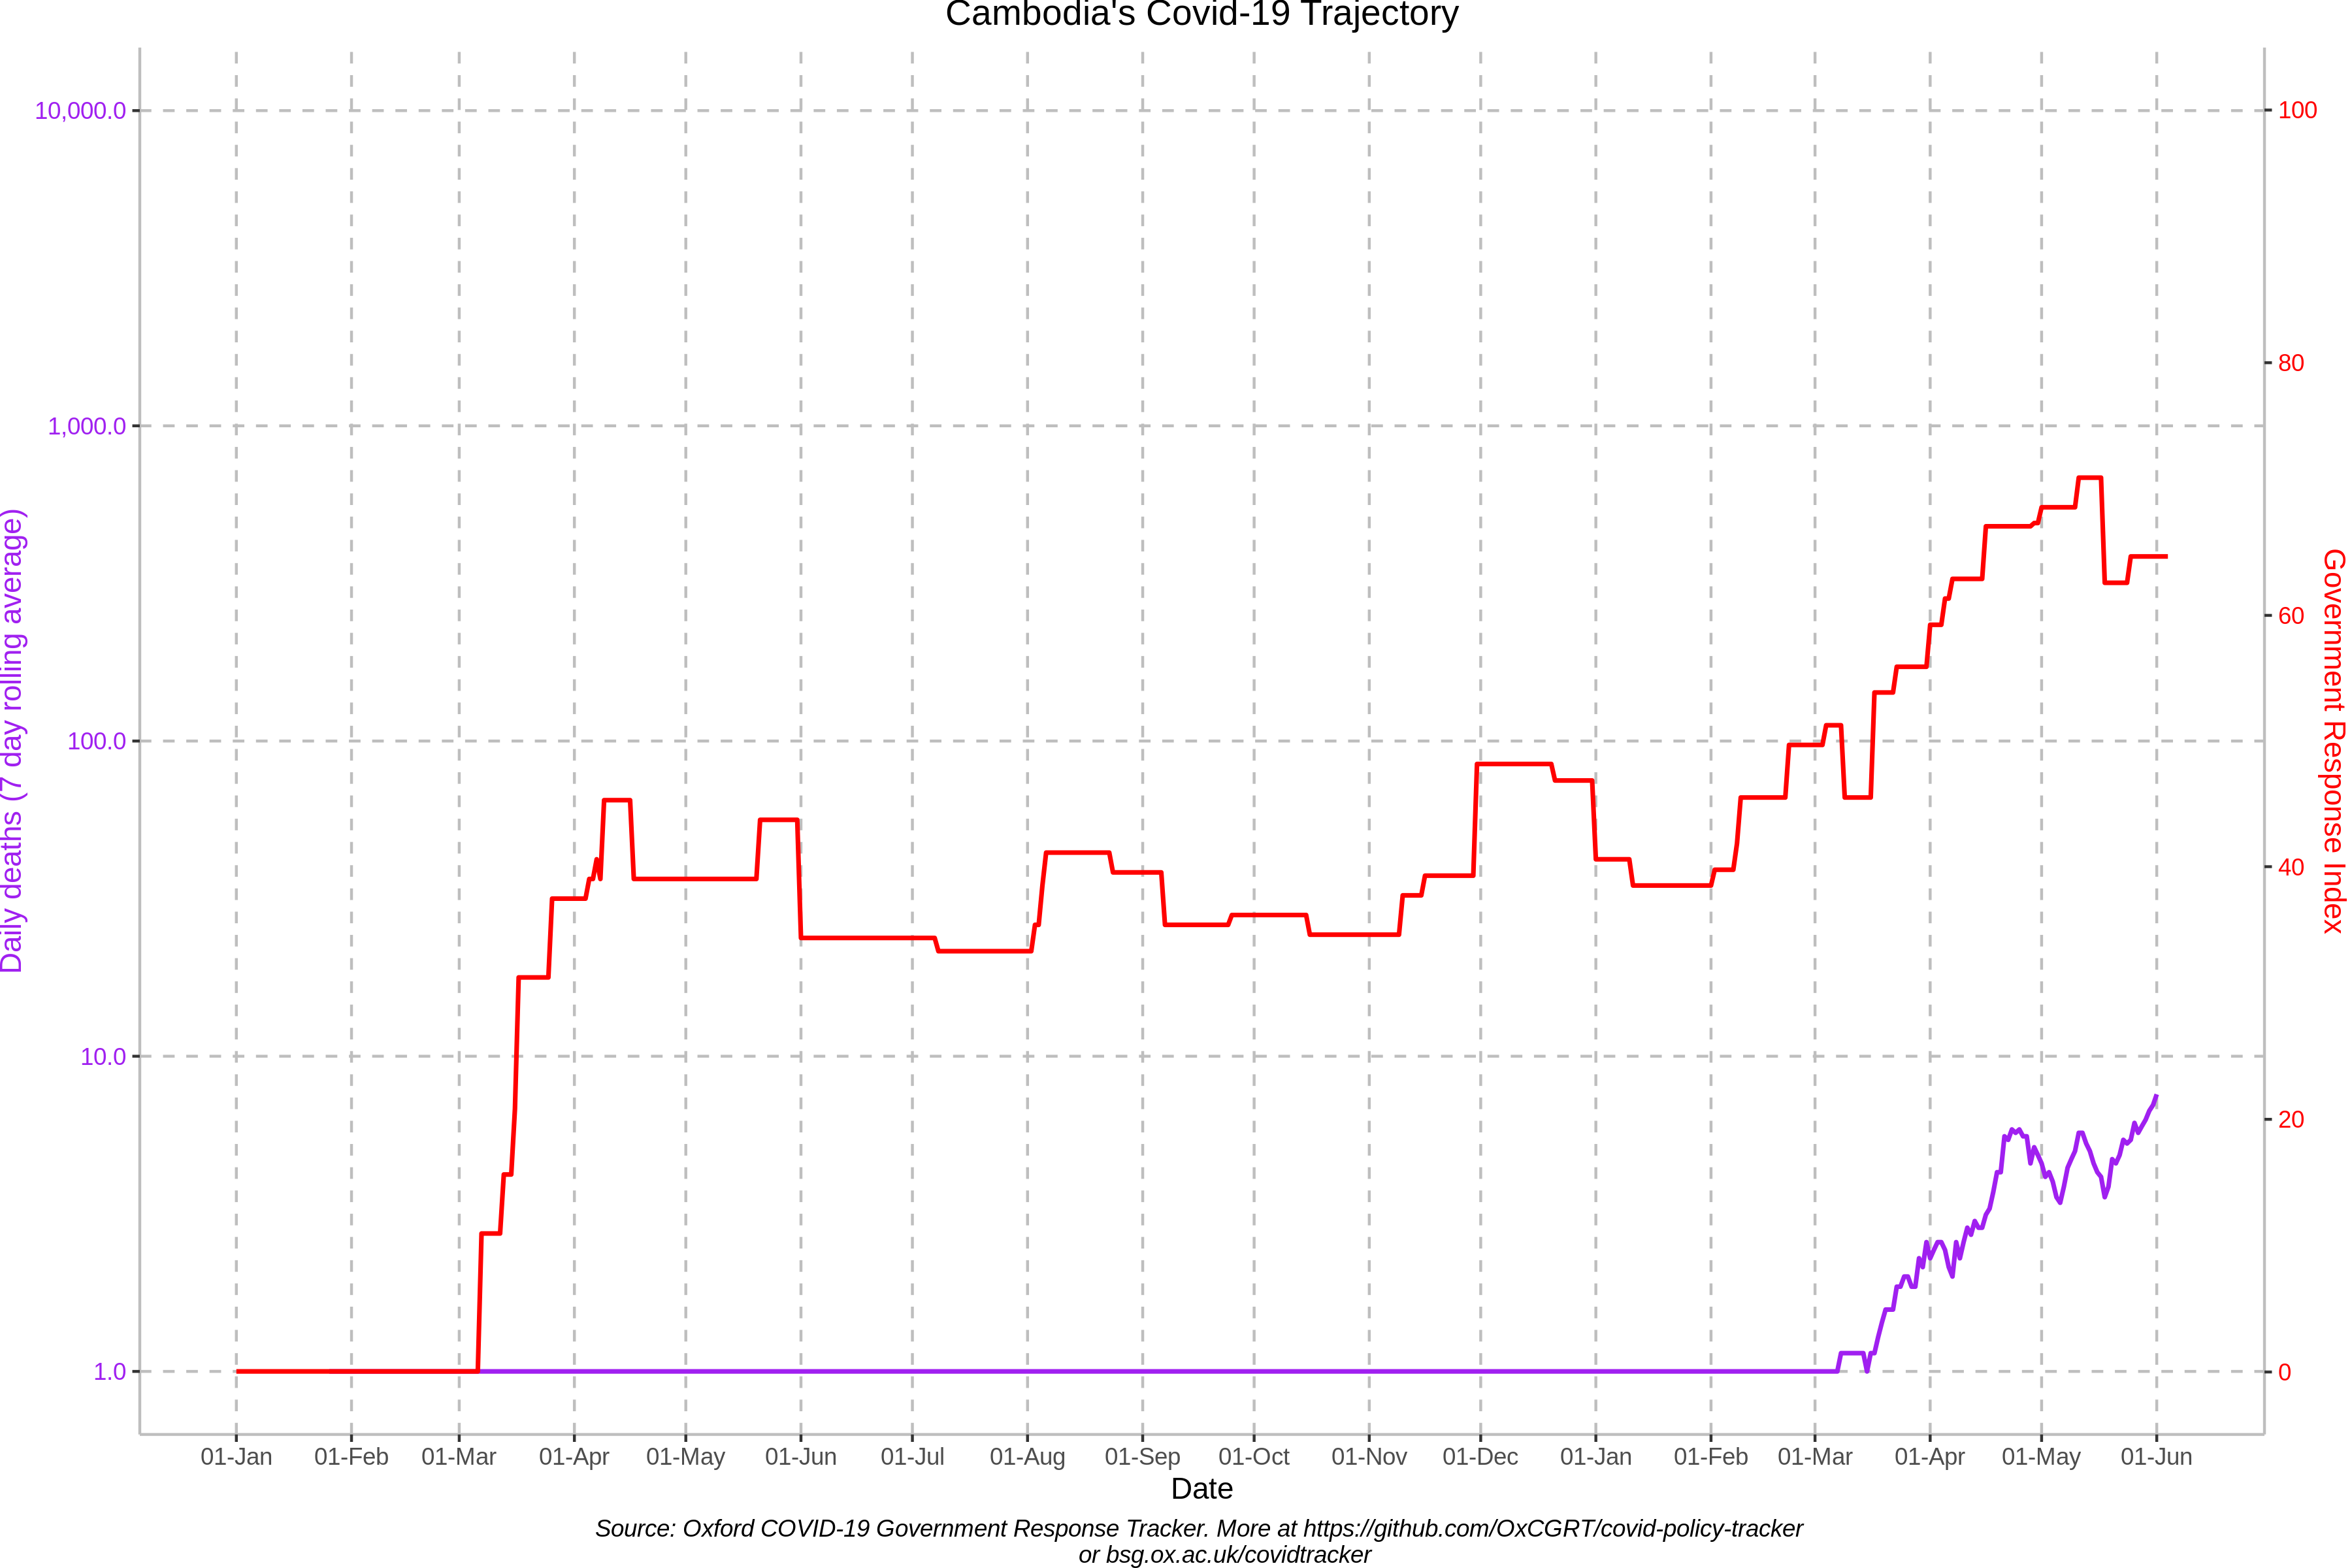 Cambodia's Covid-19 Trajectory
10,000.0
1,000.0
100.0
10.0
1.0
Daily deaths (7 day rolling average)
100
80
60
40
20
0
Government Response Index
01-Jan 01-Feb 01-Mar 01-Apr 01-May 01-Jun 01-Jul 01-Aug 01-Sep 01-Oct 01-Nov 01-Dec 01-Jan 01-Feb 01-Mar 01-Apr 01-May 01-Jun
Date
Source: Oxford COVID-19 Government Response Tracker. More at https://github.com/OxCGRT/covid-policy-tracker
or bsg.ox.ac.uk/covidtracker